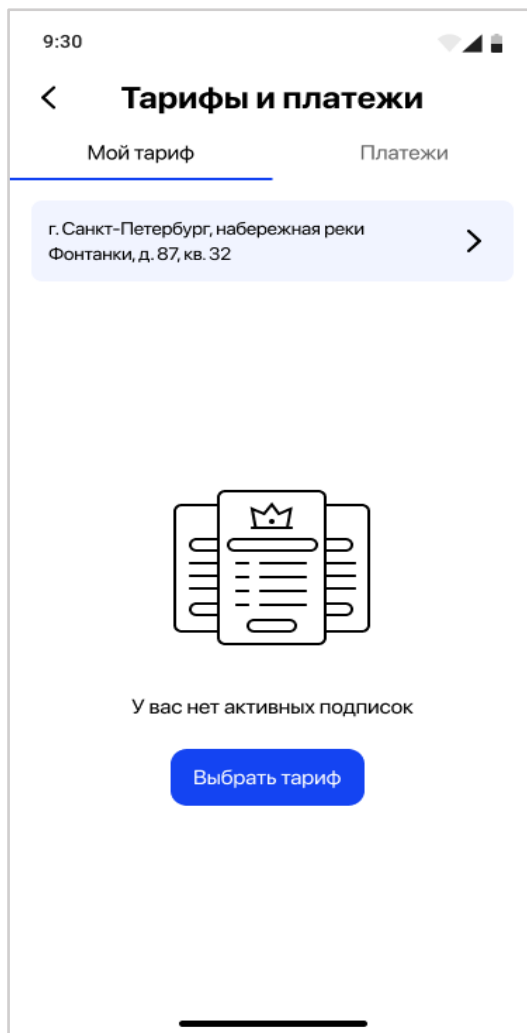 9:30
Тарифы и платежи
Мой тариф
Платежи
г. Санкт-Петербург, набережная реки
Фонтанки, д. 87, кв. 32
У вас нет активных подписок
Выбрать тариф